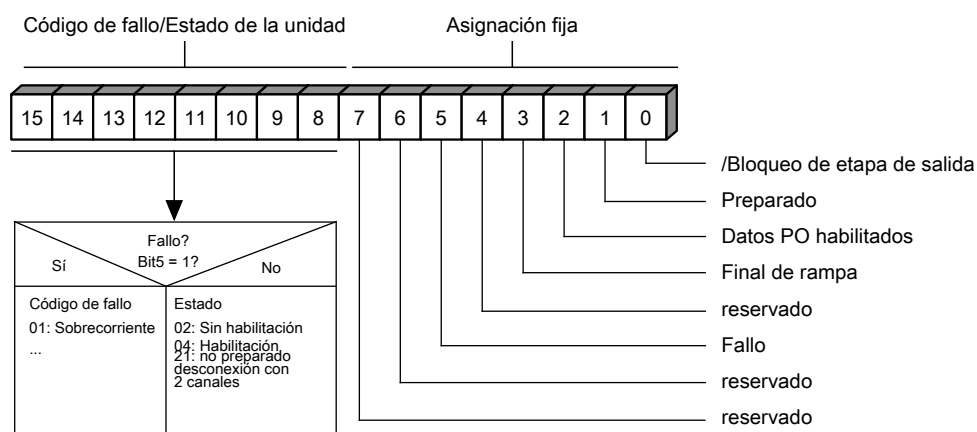 Código de fallo/Estado de la unidad
Asignación fija
15 14 13 12 11 10 9 8 7 6 5 4 3 2 1 0
/Bloqueo de etapa de salida
Preparado
Datos PO habilitados
Final de rampa
reservado
Fallo
reservado
reservado
Fallo?
Bit5 = 1?
Sí
No
Código de fallo
01: Sobrecorriente
...
Estado
02: Sin habilitación
04: Habilitación
21: no preparado
desconexión con
2 canales